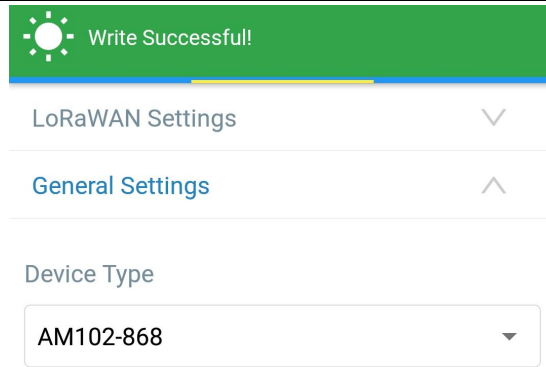 Write Successful!
LoRaWAN Settings
General Settings
Device Type
AM102-868